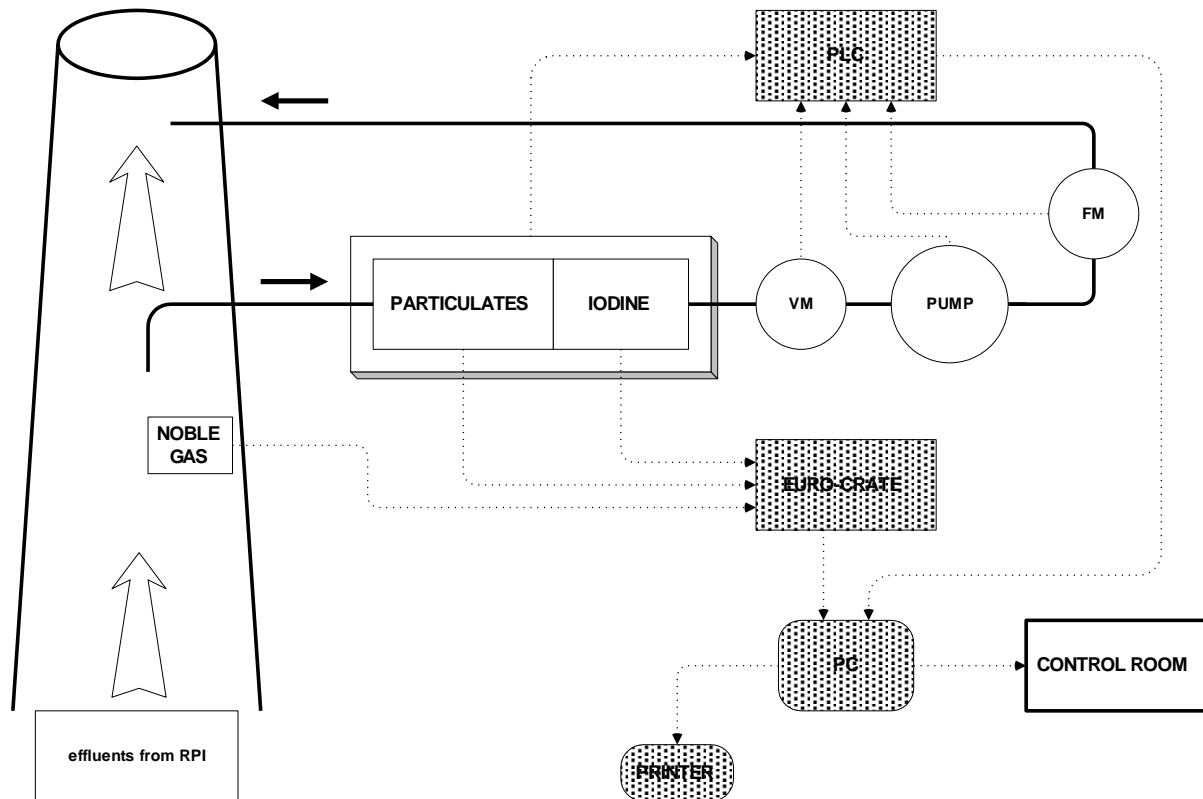 PLC
FM
PARTICULATES
IODINE
VM
PUMP
NOBLE
GAS
EURO-CRATE
PC
CONTROL ROOM
effluents from RPI
PRINTER